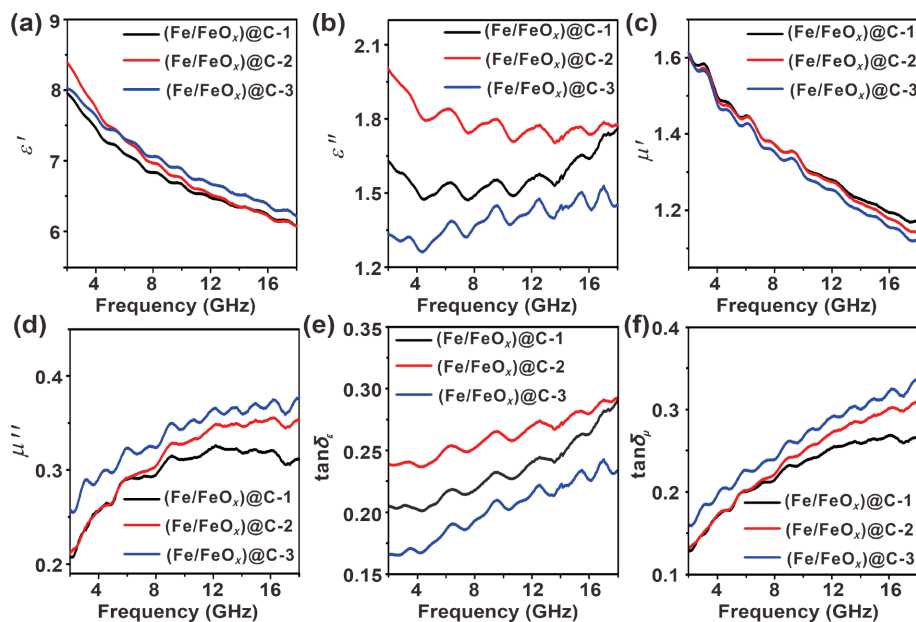 (a)
9
8
7
6
ε′
(Fe/FeOₓ)@C-1
(Fe/FeOₓ)@C-2
(Fe/FeOₓ)@C-3
4 8 12 16
Frequency (GHz)
(b)
2.1
1.8
1.5
1.2
ε′′
(Fe/FeOₓ)@C-1
(Fe/FeOₓ)@C-2
(Fe/FeOₓ)@C-3
4 8 12 16
Frequency (GHz)
(c)
1.6
1.4
1.2
μ′
(Fe/FeOₓ)@C-1
(Fe/FeOₓ)@C-2
(Fe/FeOₓ)@C-3
4 8 12 16
Frequency (GHz)
(d)
0.4
0.3
0.2
μ′′
(Fe/FeOₓ)@C-1
(Fe/FeOₓ)@C-2
(Fe/FeOₓ)@C-3
4 8 12 16
Frequency (GHz)
(e)
0.35
0.30
0.25
0.20
0.15
tanδε
(Fe/FeOₓ)@C-1
(Fe/FeOₓ)@C-2
(Fe/FeOₓ)@C-3
4 8 12 16
Frequency (GHz)
(f)
0.4
0.3
0.2
0.1
tanδμ
(Fe/FeOₓ)@C-1
(Fe/FeOₓ)@C-2
(Fe/FeOₓ)@C-3
4 8 12 16
Frequency (GHz)